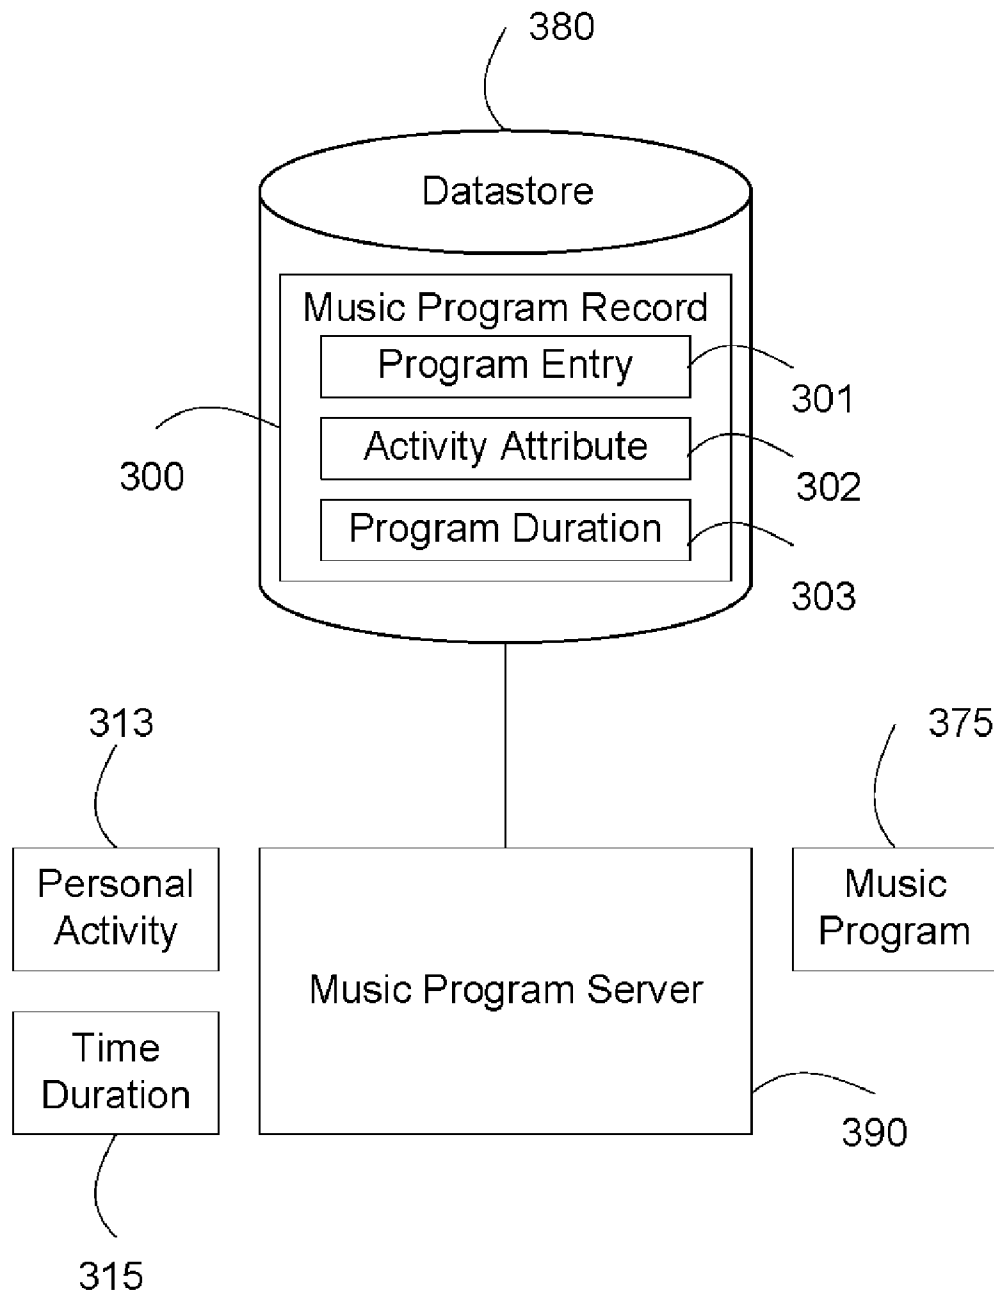 380
Datastore
Music Program Record
Program Entry
301
Activity Attribute
300
302
Program Duration
303
313
375
Personal
Activity
Music
Program
Music Program Server
Time
Duration
390
315